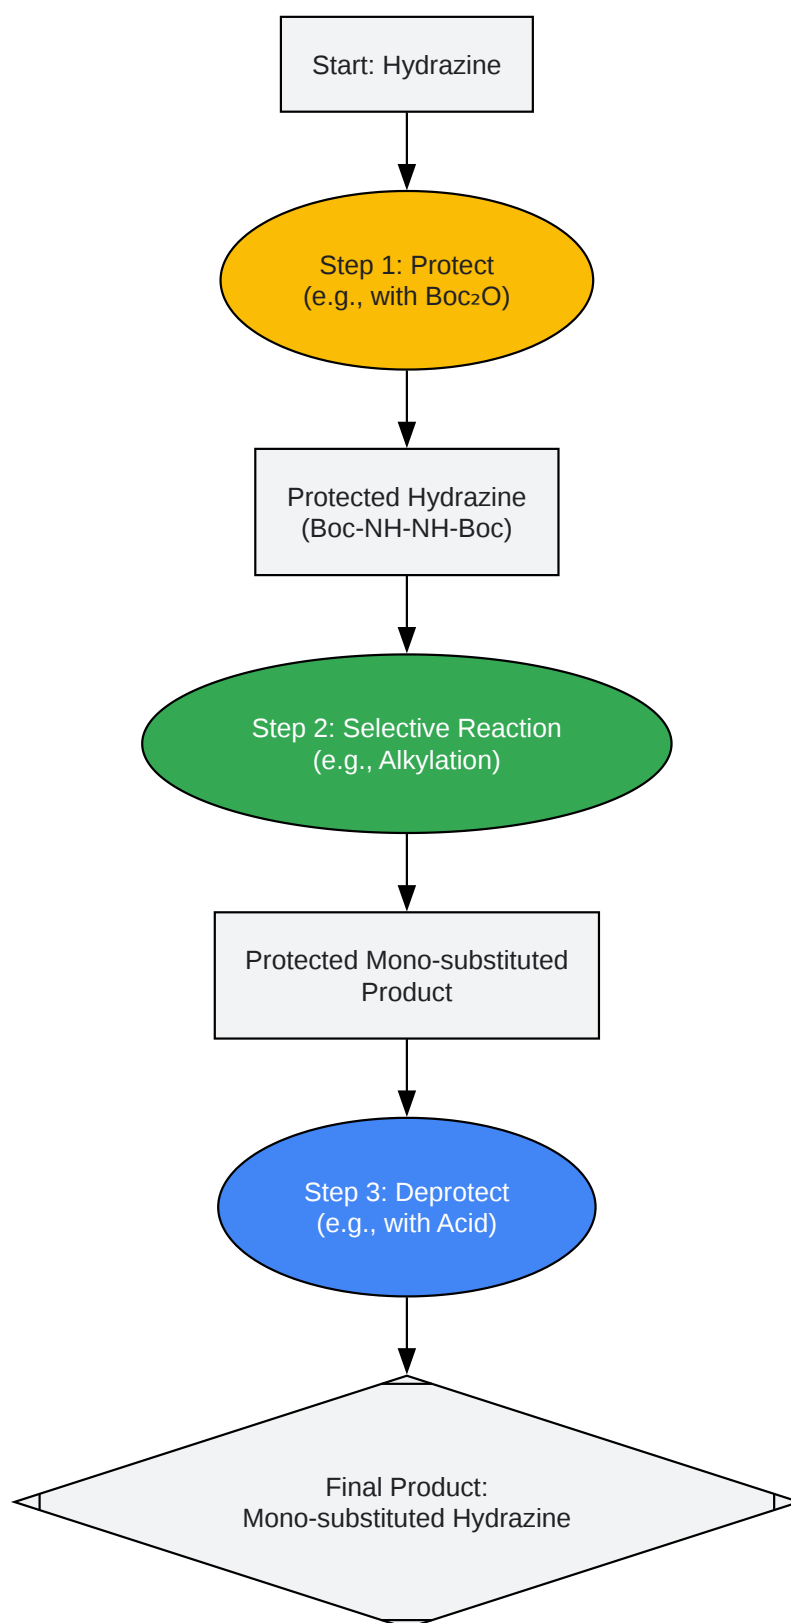 Start: Hydrazine
Step 1: Protect
(e.g., with Boc₂O)
Protected Hydrazine
(Boc-NH-NH-Boc)
Step 2: Selective Reaction
(e.g., Alkylation)
Protected Mono-substituted
Product
Step 3: Deprotect
(e.g., with Acid)
Final Product:
Mono-substituted Hydrazine